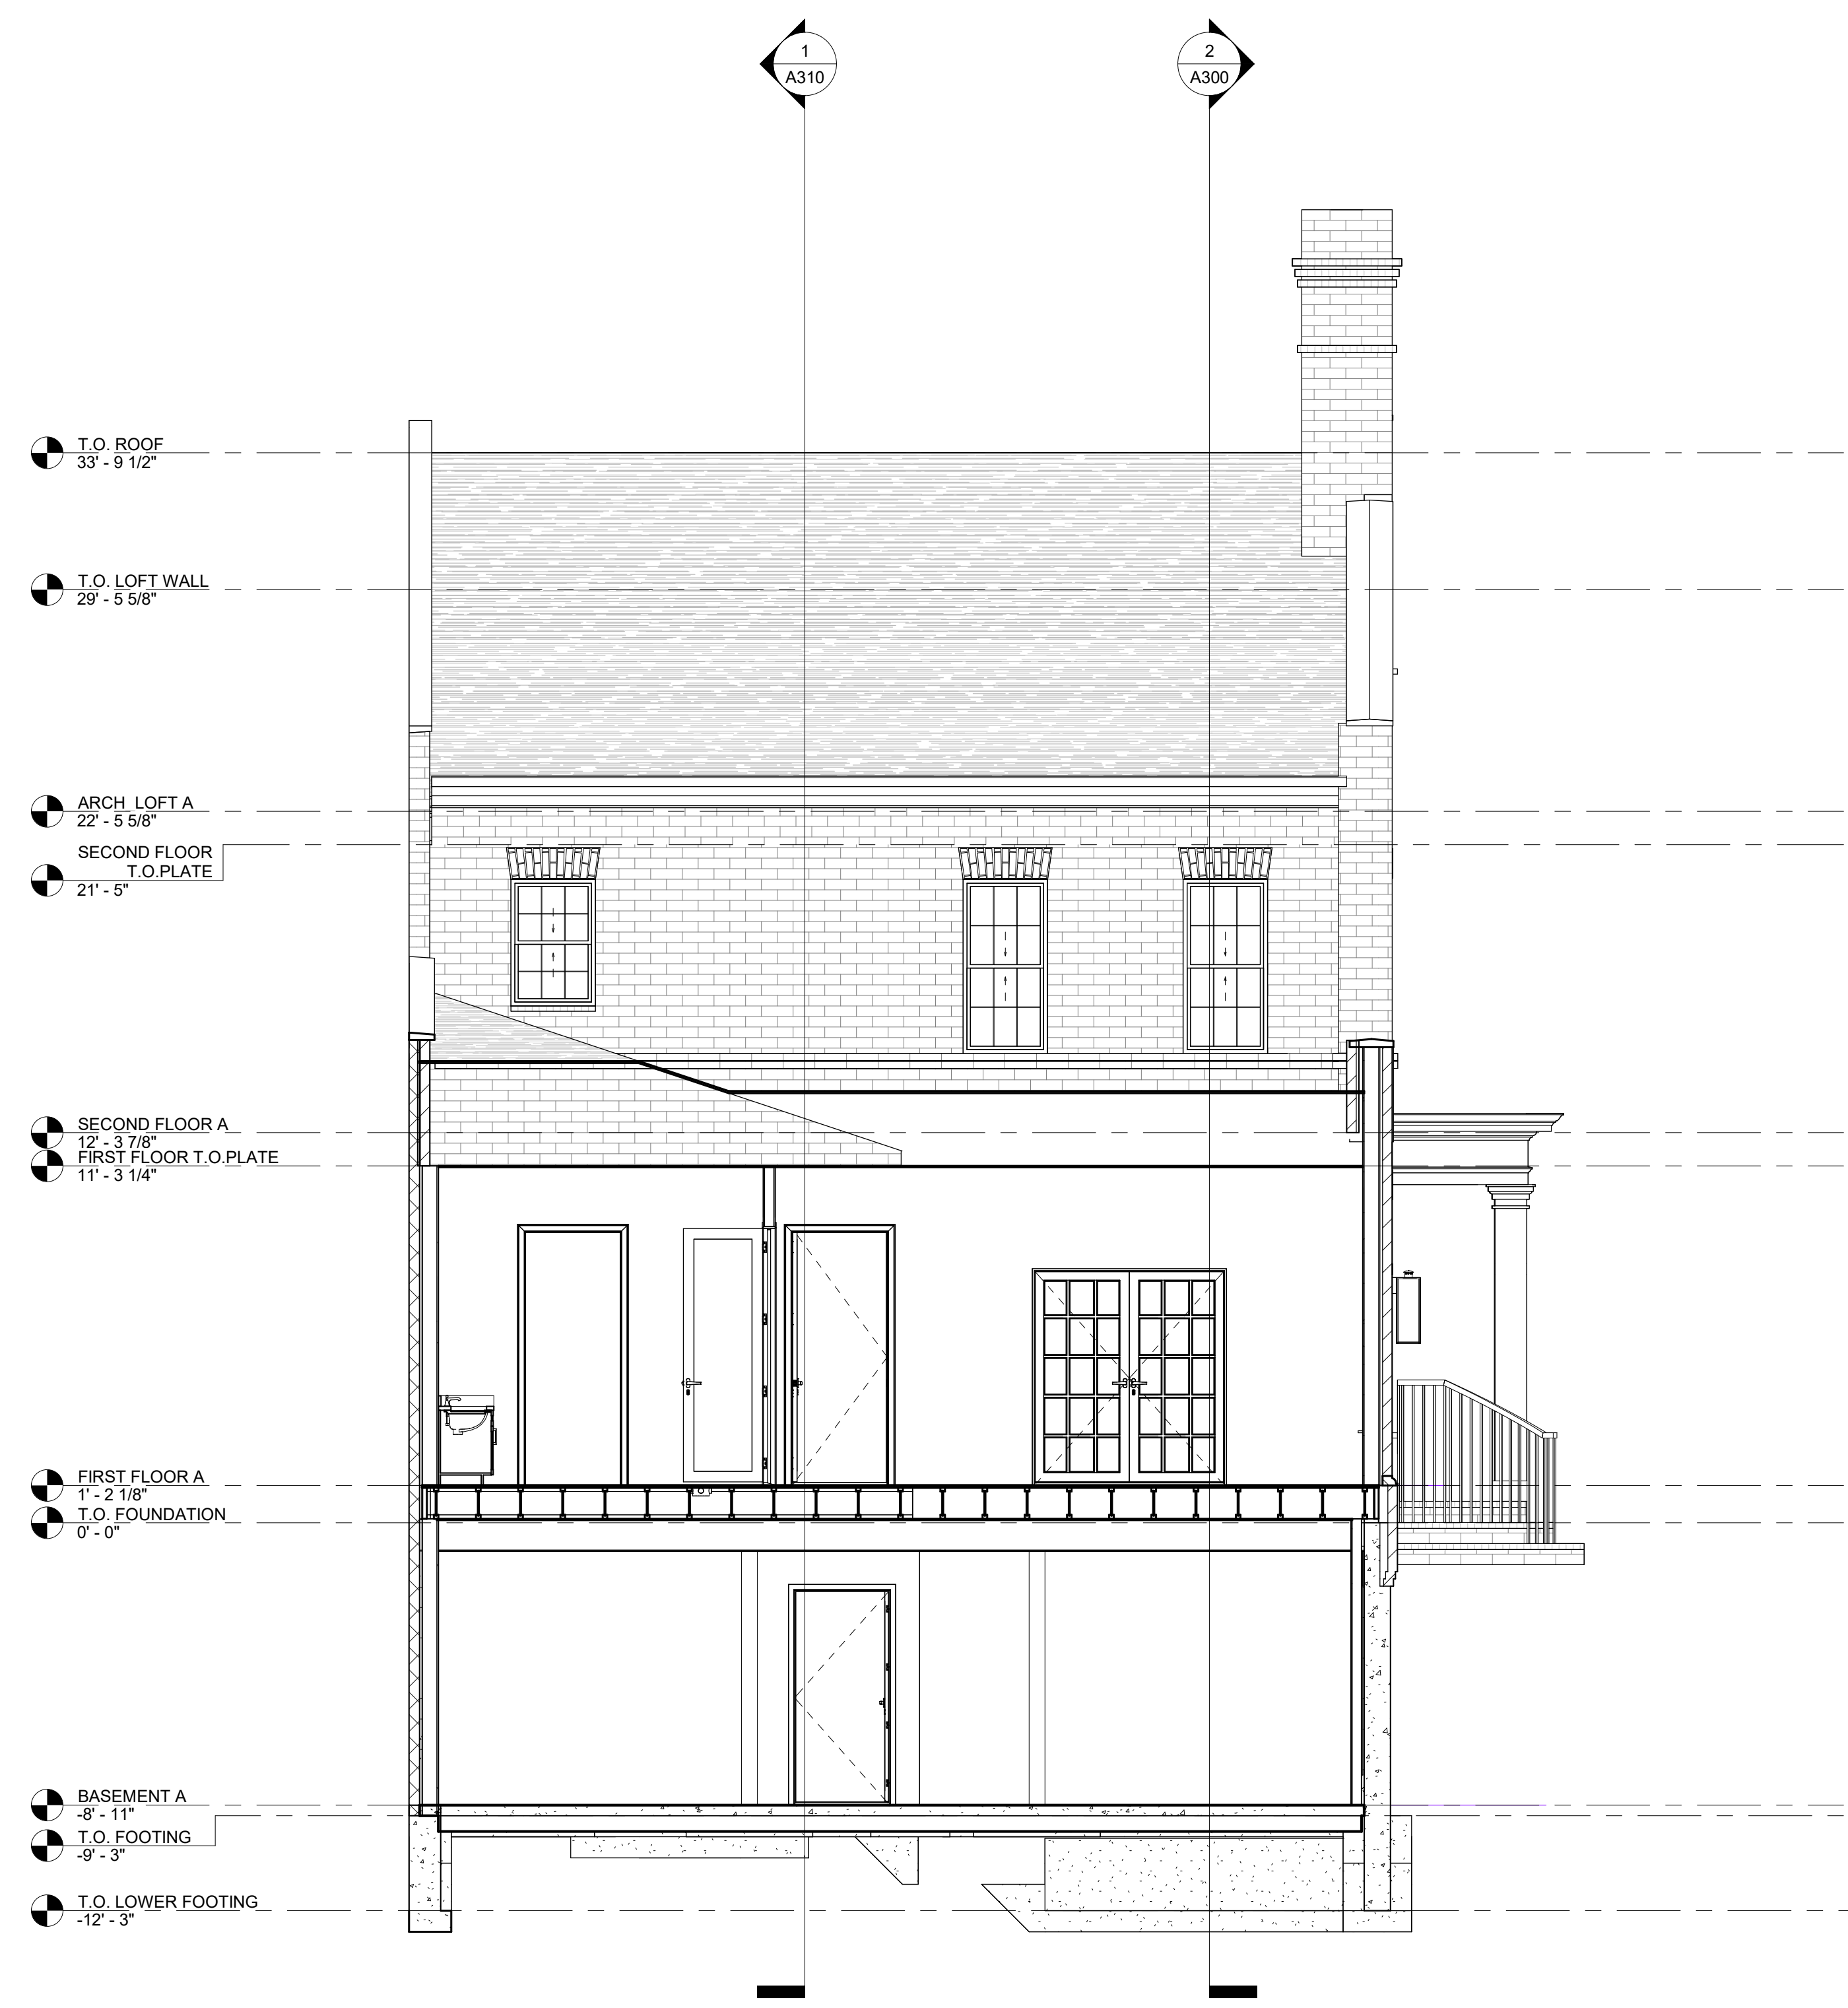 1
A310
2
A300
T.O. ROOF
33' - 9 1/2"
T.O. LOFT WALL
29' - 5 5/8"
ARCH LOFT A
22' - 5 5/8"
SECOND FLOOR
T.O.PLATE
21' - 5"
SECOND FLOOR A
12' - 3 7/8"
FIRST FLOOR T.O.PLATE
11' - 3 1/4"
FIRST FLOOR A
1' - 2 1/8"
T.O. FOUNDATION
0' - 0"
BASEMENT A
-8' - 11"
T.O. FOOTING
-9' - 3"
T.O. LOWER FOOTING
-12' - 3"